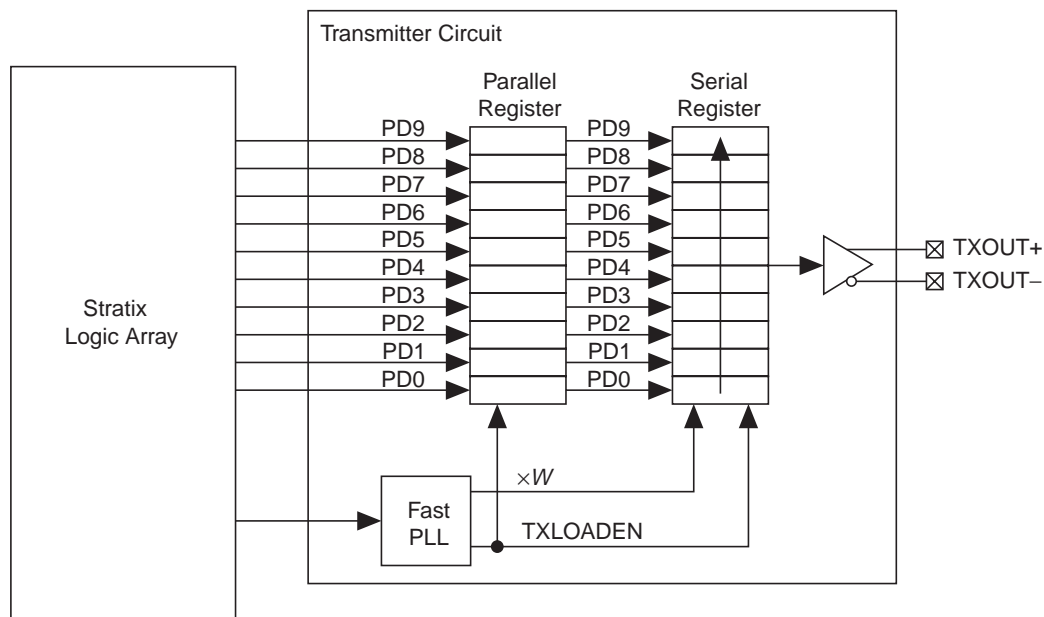 Transmitter Circuit
Parallel
Register
Serial
Register
PD9
PD8
PD7
PD6
PD5
PD4
PD3
PD2
PD1
PD0
PD9
PD8
PD7
PD6
PD5
PD4
PD3
PD2
PD1
PD0
Stratix
Logic Array
TXOUT+
TXOUT−
×W
Fast
PLL
TXLOADEN